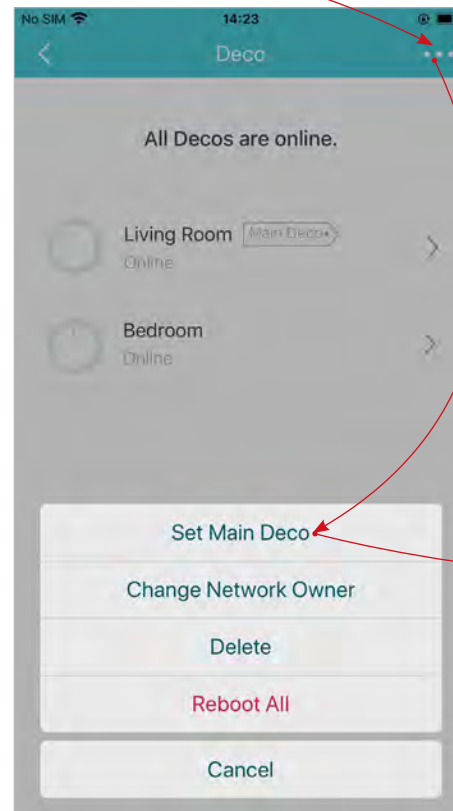 No SIM 14:23
Deco
All Decos are online.
Living Room Main Deco
Online
Bedroom
Online
Set Main Deco
Change Network Owner
Delete
Reboot All
Cancel